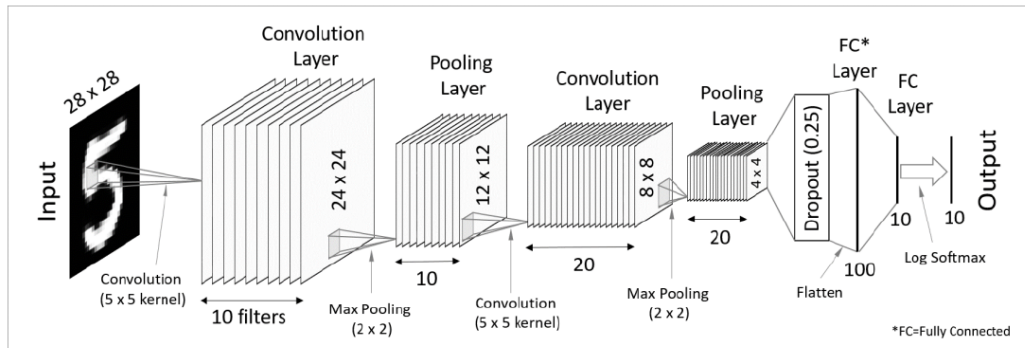 Convolution
Layer
FC*
Layer
28 x 28
Pooling
Layer
Convolution
Layer
FC
Layer
Pooling
Layer
Input
24 x 24
12 x 12
8 x 8
4 x 4
Dropout (0.25)
Output
10
10
20
10
20
100
Log Softmax
Convolution
(5 x 5 kernel)
Flatten
10 filters
Max Pooling
(2 x 2)
Convolution
(5 x 5 kernel)
Max Pooling
(2 x 2)
*FC=Fully Connected
5